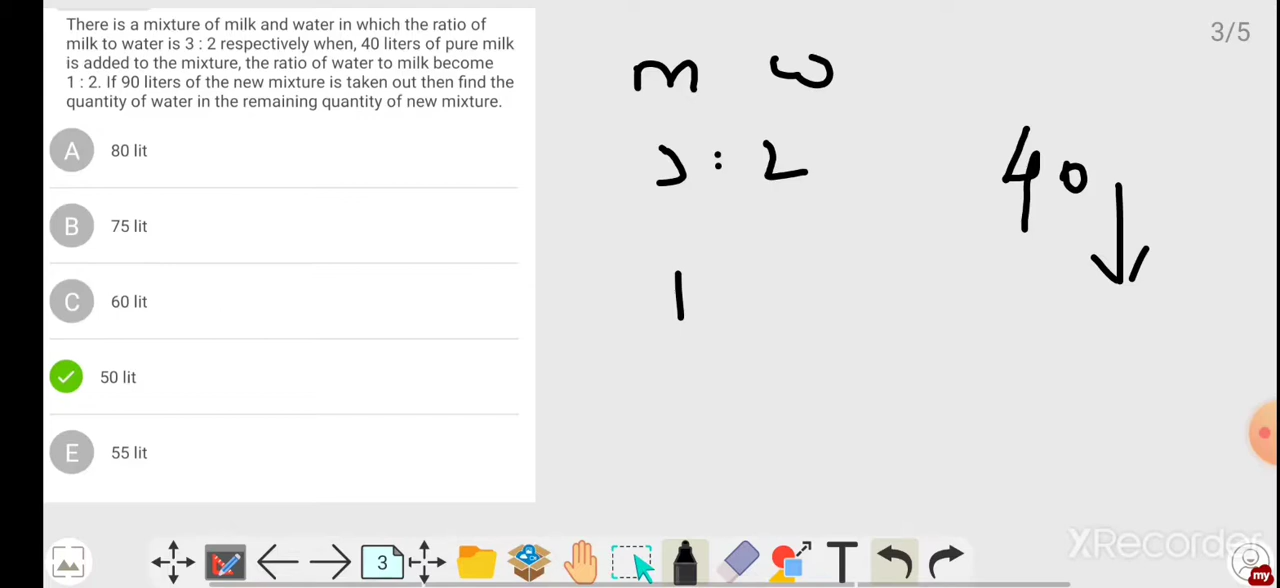 There is a mixture of milk and water in which the ratio of
milk to water is 3 : 2 respectively when, 40 liters of pure milk
is added to the mixture, the ratio of water to milk become
1 : 2. If 90 liters of the new mixture is taken out then find the
quantity of water in the remaining quantity of new mixture.
A 80 lit
B 75 lit
C 60 lit
50 lit
E 55 lit
3/5
m w
3 : 2
40
1
3
T
XRecorder
my